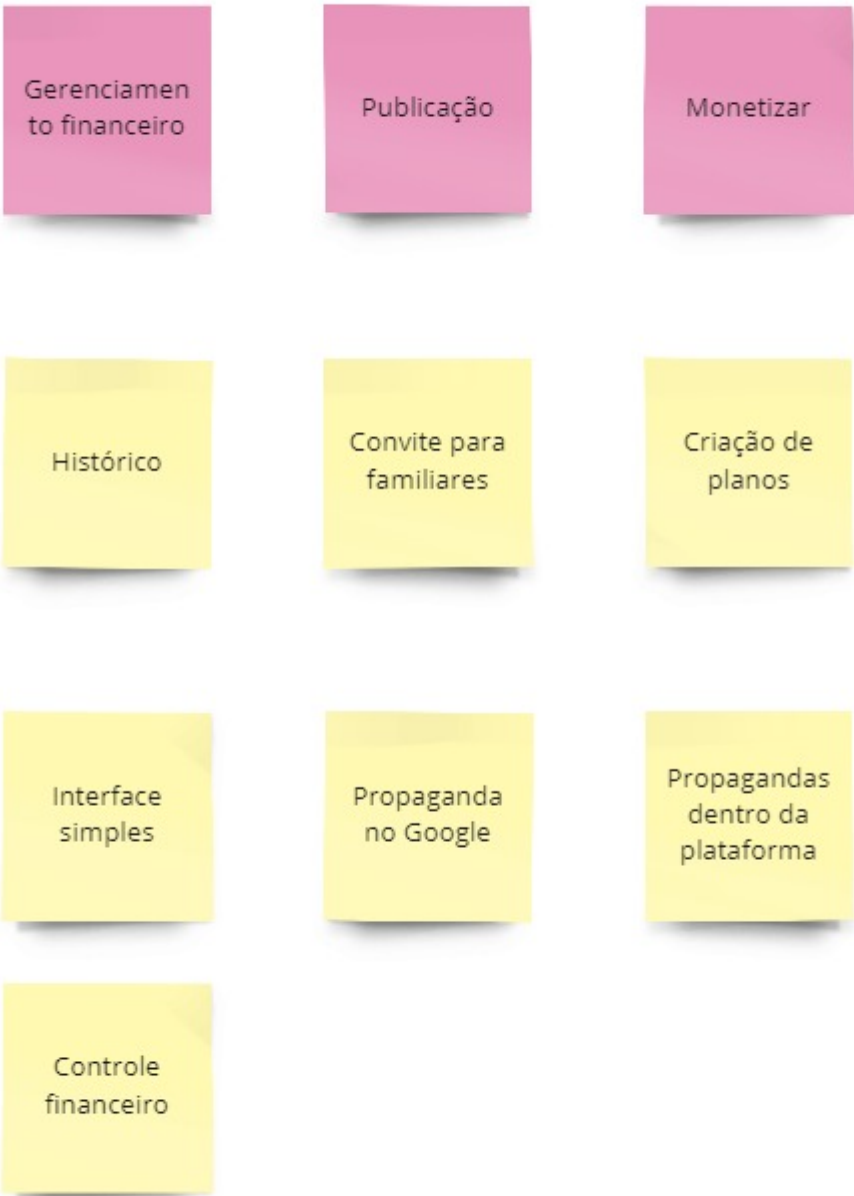 Gerenciamen
to financeiro
Publicação
Monetizar
Histórico
Convite para
familiares
Criação de
planos
Interface
simples
Propaganda
no Google
Propagandas
dentro da
plataforma
Controle
financeiro